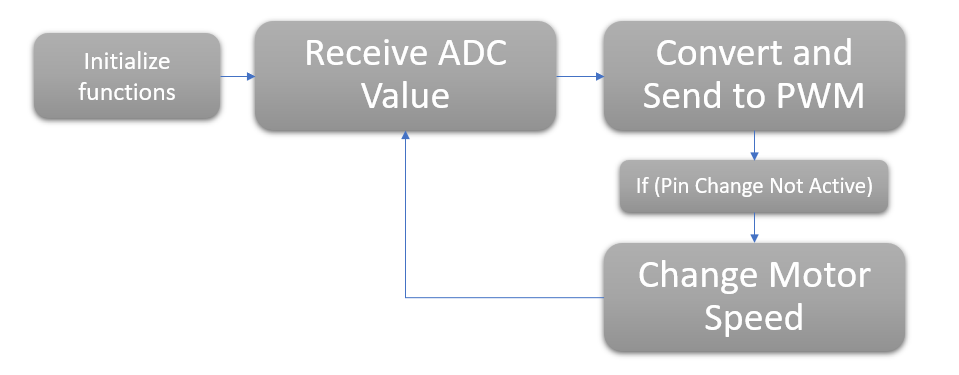 Initialize
functions
Receive ADC
Value
Convert and
Send to PWM
If (Pin Change Not Active)
Change Motor
Speed